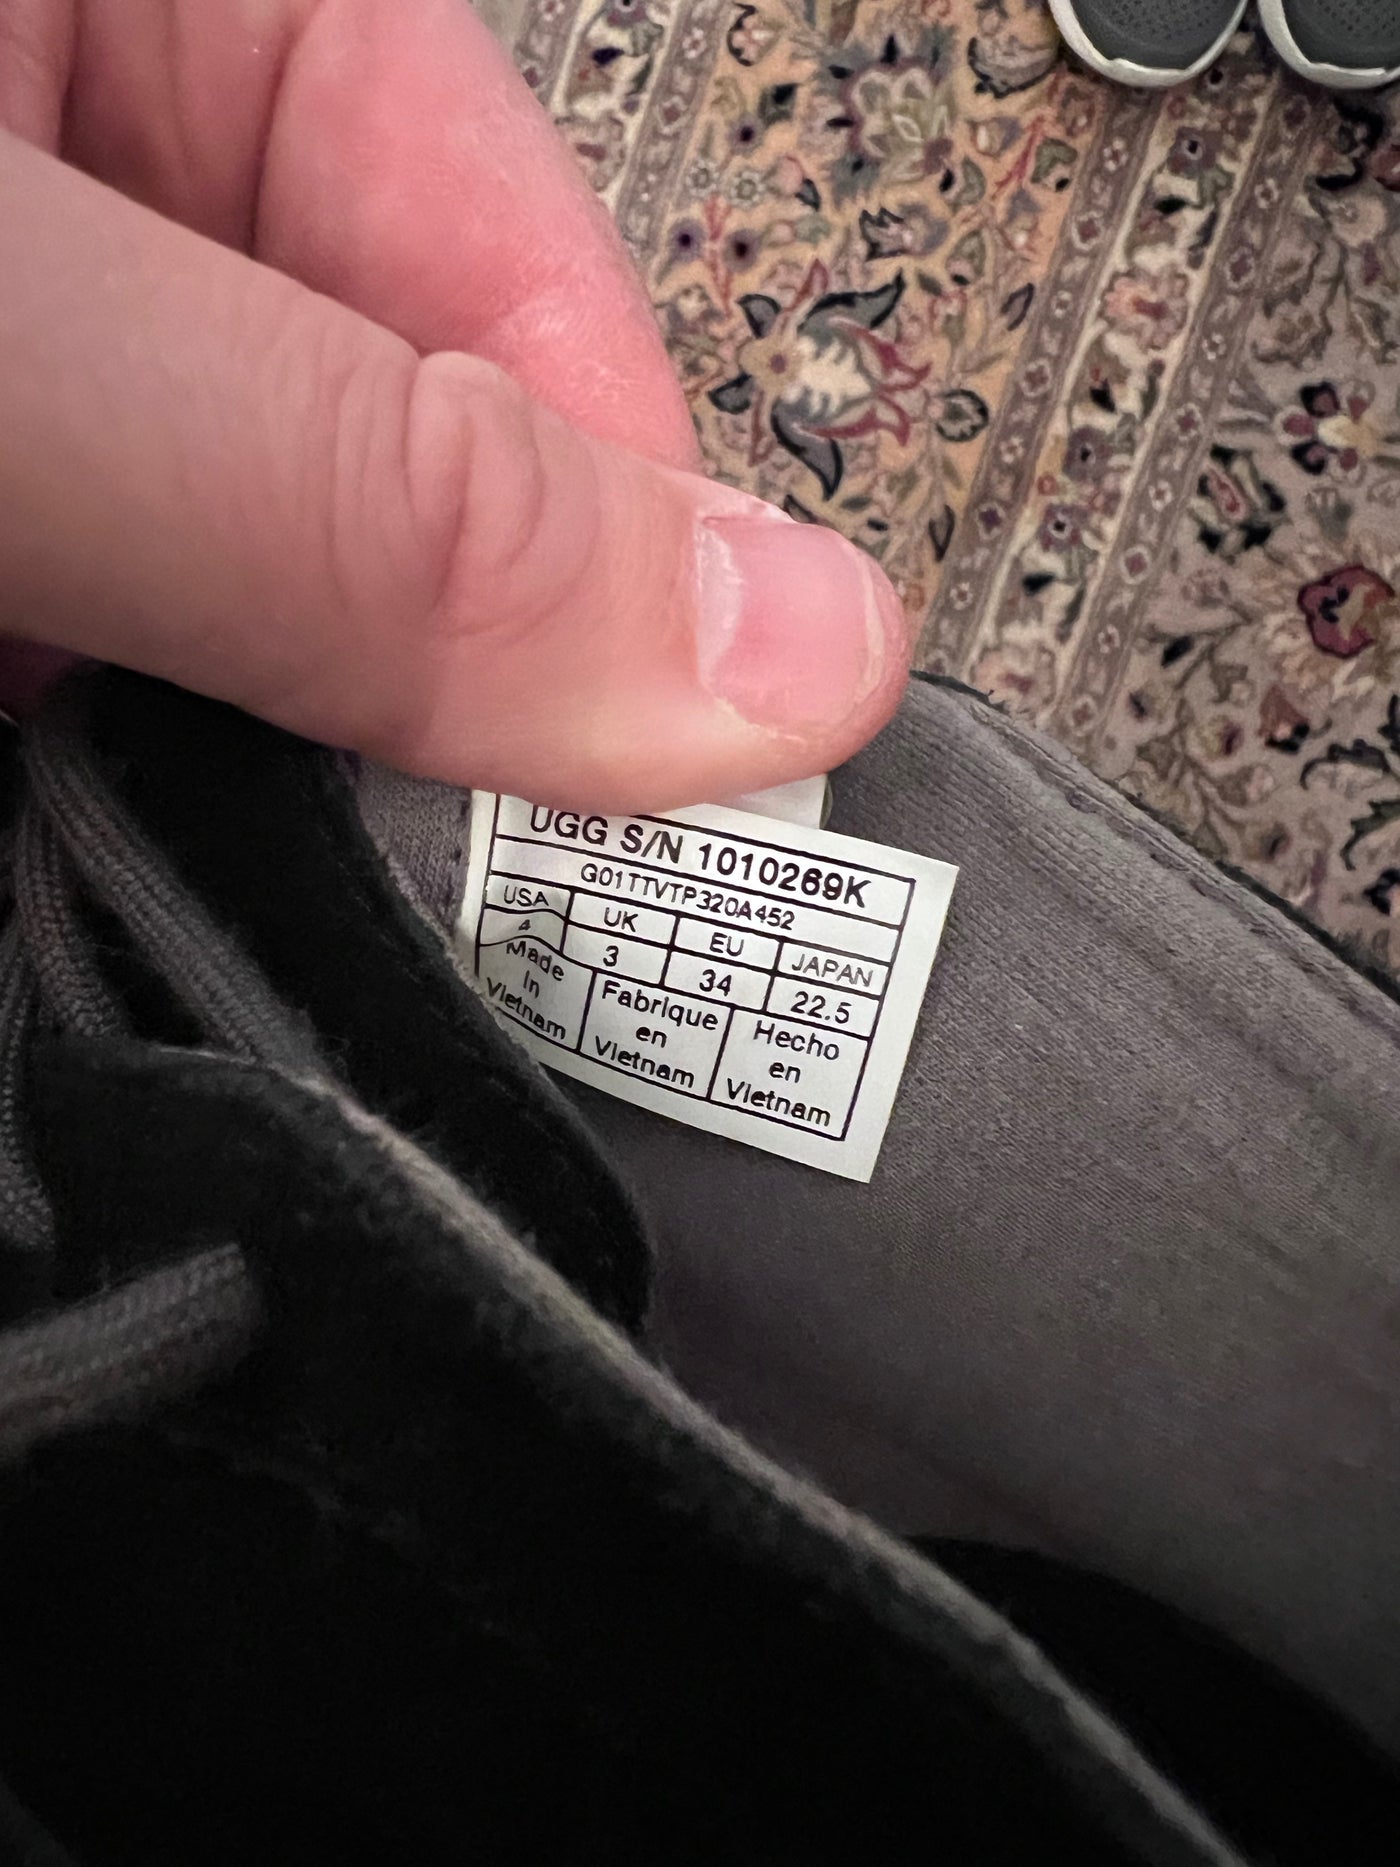 UGG S/N 1010269K
G01TTVTP320A452
USA UK EU JAPAN
4 3 34 22.5
Made in Vietnam
Fabrique en Vietnam
Hecho en Vietnam